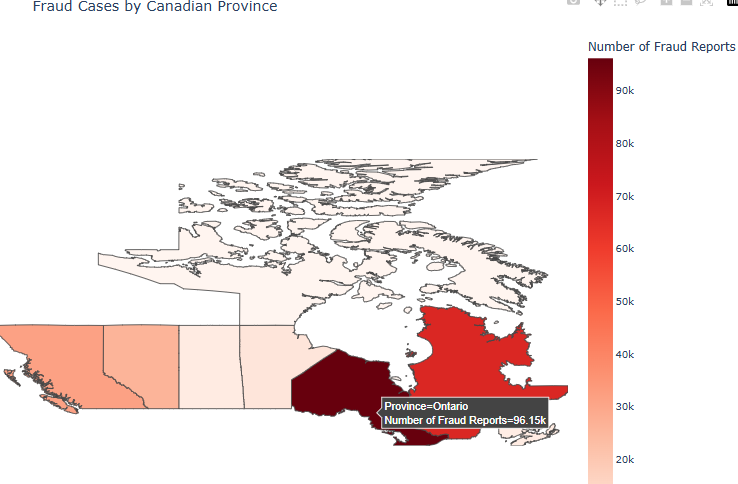 Fraud Cases by Canadian Province
Number of Fraud Reports
90k
80k
70k
60k
50k
40k
30k
20k
Province=Ontario
Number of Fraud Reports=96.15k